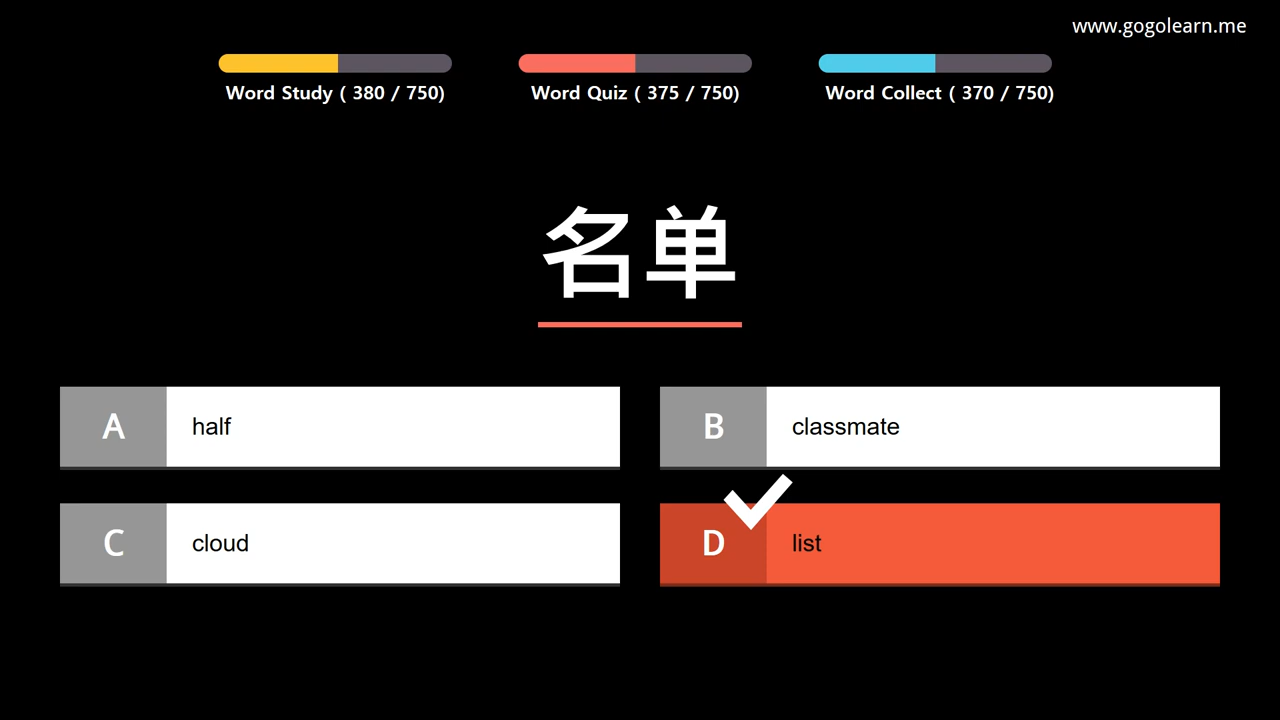 www.gogolearn.me
Word Study ( 380 / 750)
Word Quiz ( 375 / 750)
Word Collect ( 370 / 750)
名单
A half
B classmate
C cloud
D list